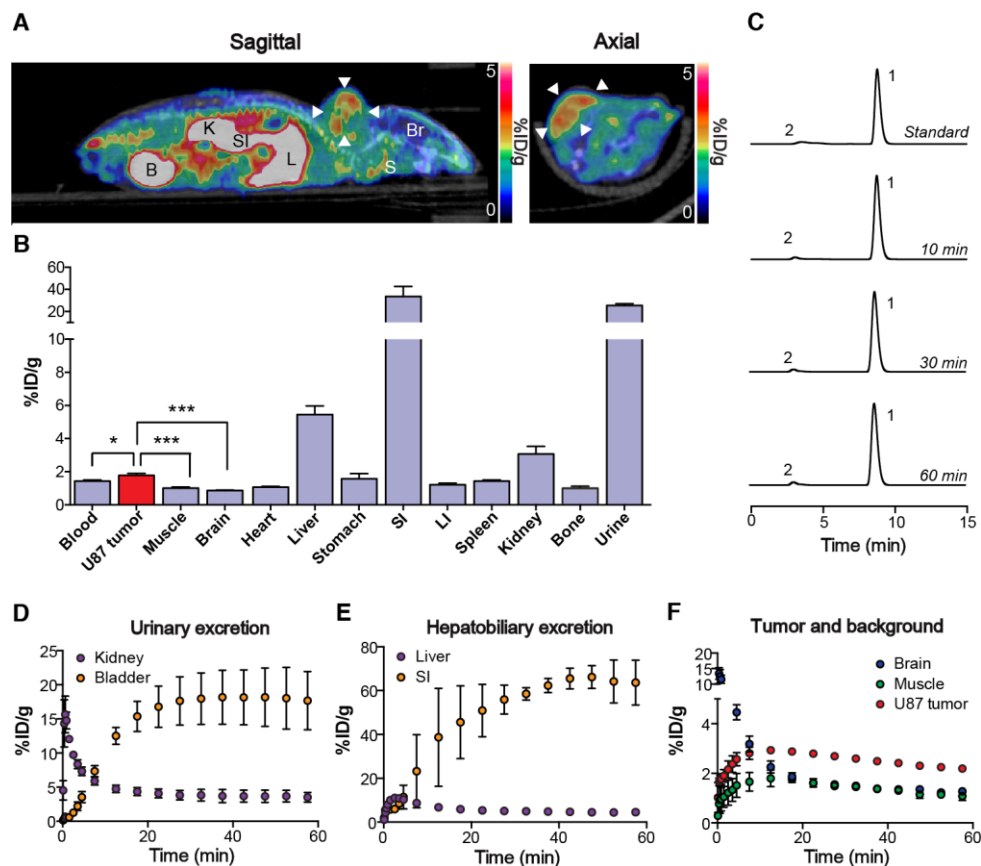 A
Sagittal
Axial
5
%ID/g
0
K
SI
B
L
Br
S
5
%ID/g
0
B
60
40
20
10
8
6
4
2
0
%ID/g
*
***
***
Blood
U87 tumor
Muscle
Brain
Heart
Liver
Stomach
SI
LI
Spleen
Kidney
Bone
Urine
C
1
2
Standard
1
2
10 min
1
2
30 min
1
2
60 min
0 5 10 15
Time (min)
D
Urinary excretion
Kidney
Bladder
25
20
15
10
5
0
%ID/g
0 20 40 60
Time (min)
E
Hepatobiliary excretion
Liver
SI
80
60
40
20
0
%ID/g
0 20 40 60
Time (min)
F
Tumor and background
Brain
Muscle
U87 tumor
20
15
10
4
2
0
%ID/g
0 20 40 60
Time (min)